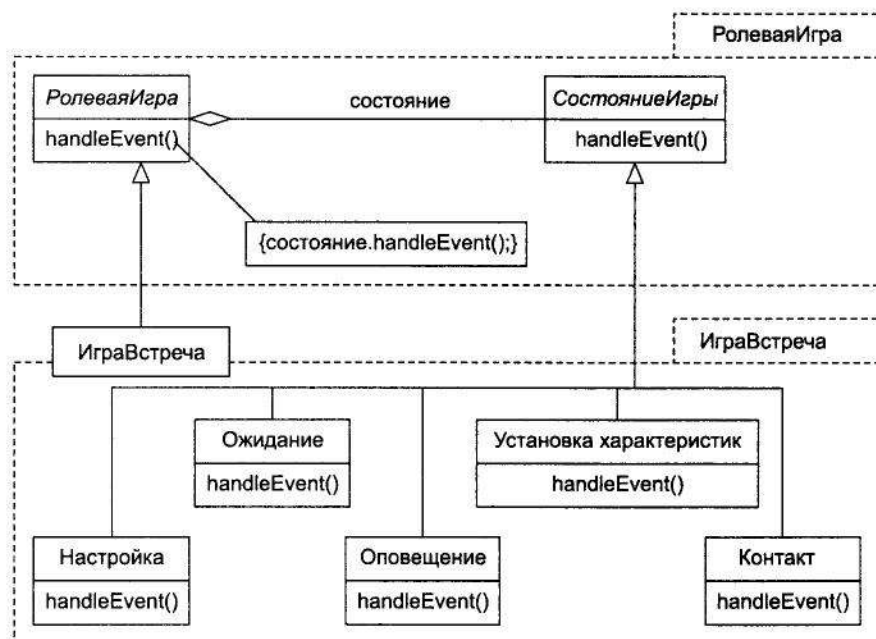 РолеваяИгра
РолеваяИгра
состояние
СостояниеИгры
handleEvent()
handleEvent()
{состояние.handleEvent();}
ИграВстреча
ИграВстреча
Ожидание
Установка характеристик
handleEvent()
handleEvent()
Настройка
Оповещение
Контакт
handleEvent()
handleEvent()
handleEvent()